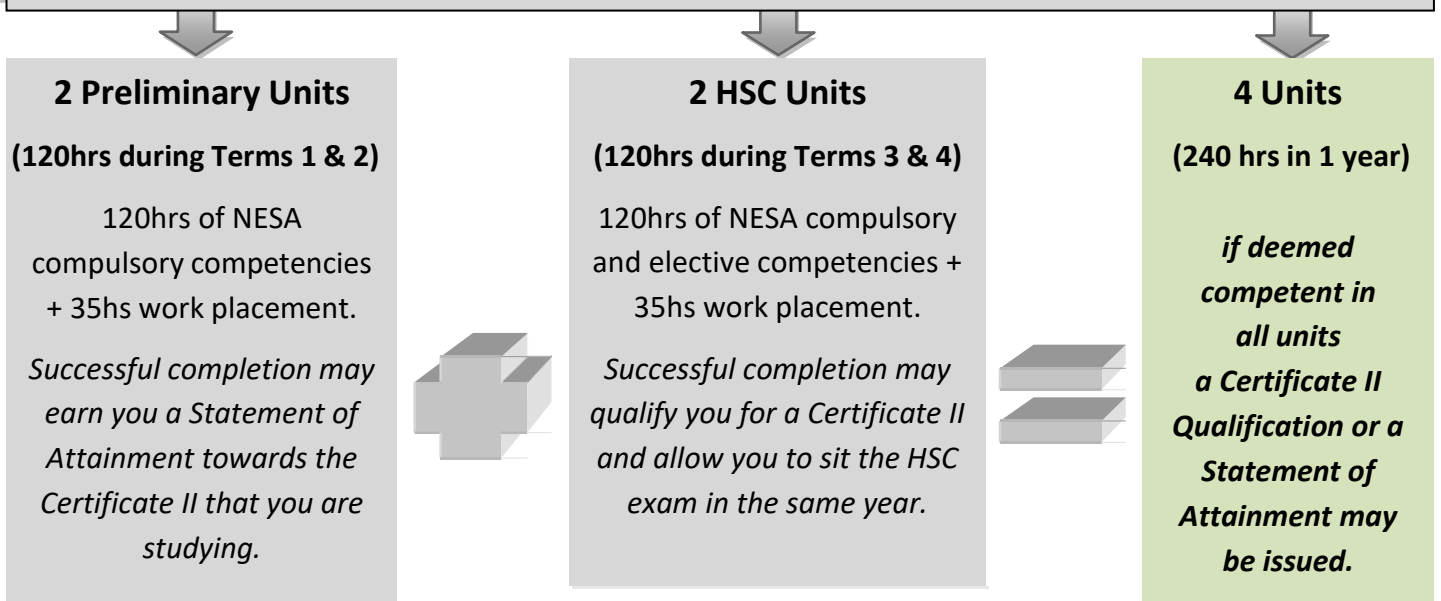 2 Preliminary Units
(120hrs during Terms 1 & 2)
120hrs of NESA
compulsory competencies
+ 35hs work placement.
Successful completion may
earn you a Statement of
Attainment towards the
Certificate II that you are
studying.
2 HSC Units
(120hrs during Terms 3 & 4)
120hrs of NESA compulsory
and elective competencies +
35hs work placement.
Successful completion may
qualify you for a Certificate II
and allow you to sit the HSC
exam in the same year.
4 Units
(240 hrs in 1 year)
if deemed
competent in
all units
a Certificate II
Qualification or a
Statement of
Attainment may
be issued.